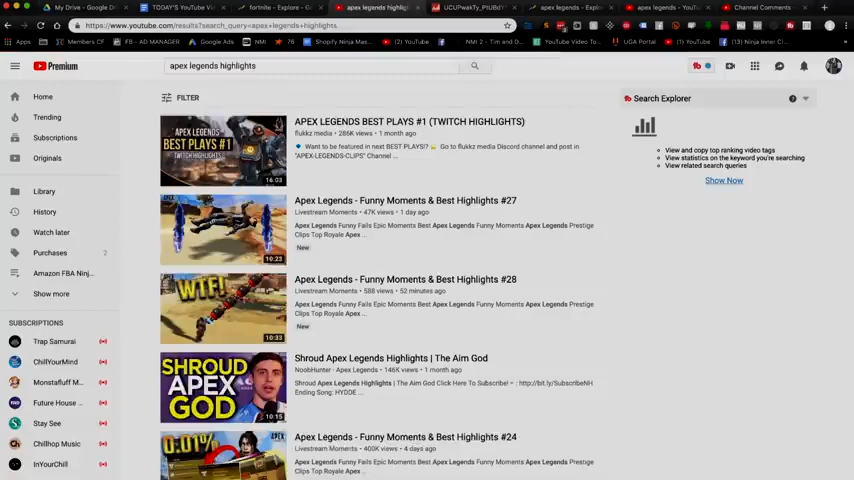 My Drive - Google Drive
TODAY'S YouTube Video
fortnite - Explore - G
apex legends highligh
UCUPwakTy_PtUBdY
apex legends - Explo
apex legends - YouT
Channel Comments -
https://www.youtube.com/results?search_query=apex+legends+highlights
Apps
Members CF
FB - AD MANAGER
Google Ads
NMI
76
Shopify Ninja Mas
(2) YouTube
NMI 2 - Tim and D
YouTube Video To
UGA Portal
(1) YouTube
(13) Ninja Inner Ci
Premium
apex legends highlights
Home
Trending
Subscriptions
Originals
Library
History
Watch later
Purchases 2
Amazon FBA Ninj...
Show more
SUBSCRIPTIONS
Trap Samurai
ChillYourMind
Monstafluff M...
Future House ...
Stay See
Chillhop Music
InYourChill
FILTER
APEX LEGENDS
BEST PLAYS #1
TWITCH HIGHLIGHTS
16:03
APEX LEGENDS BEST PLAYS #1 (TWITCH HIGHLIGHTS)
flukkz media • 286K views • 1 month ago
Want to be featured in next BEST PLAYS!? Go to flukkz media Discord channel and post in
"APEX-LEGENDS-CLIPS" Channel ...
10:23
Apex Legends - Funny Moments & Best Highlights #27
Livestream Moments • 47K views • 1 day ago
Apex Legends Funny Fails Epic Moments Best Apex Legends Funny Moments Apex Legends Prestige
Clips Top Royale Apex ...
New
WTF!
10:33
Apex Legends - Funny Moments & Best Highlights #28
Livestream Moments • 588 views • 52 minutes ago
Apex Legends Funny Fails Epic Moments Best Apex Legends Funny Moments Apex Legends Prestige
Clips Top Royale Apex ...
New
SHROUD
APEX
GOD
10:15
Shroud Apex Legends Highlights | The Aim God
NoobHunter - Apex Legends • 146K views • 1 month ago
Shroud Apex Legends Highlights | The Aim God Click Here To Subscribe! – : http://bit.ly/SubscribeNH
Ending Song: HYDDE ...
0.01%
APEX
Apex Legends - Funny Moments & Best Highlights #24
Livestream Moments • 400K views • 4 days ago
Apex Legends Funny Fails Epic Moments Best Apex Legends Funny Moments Apex Legends Prestige
Clips Top Royale Apex ...
Search Explorer
View and copy top ranking video tags
View statistics on the keyword you're searching
View related search queries
Show Now